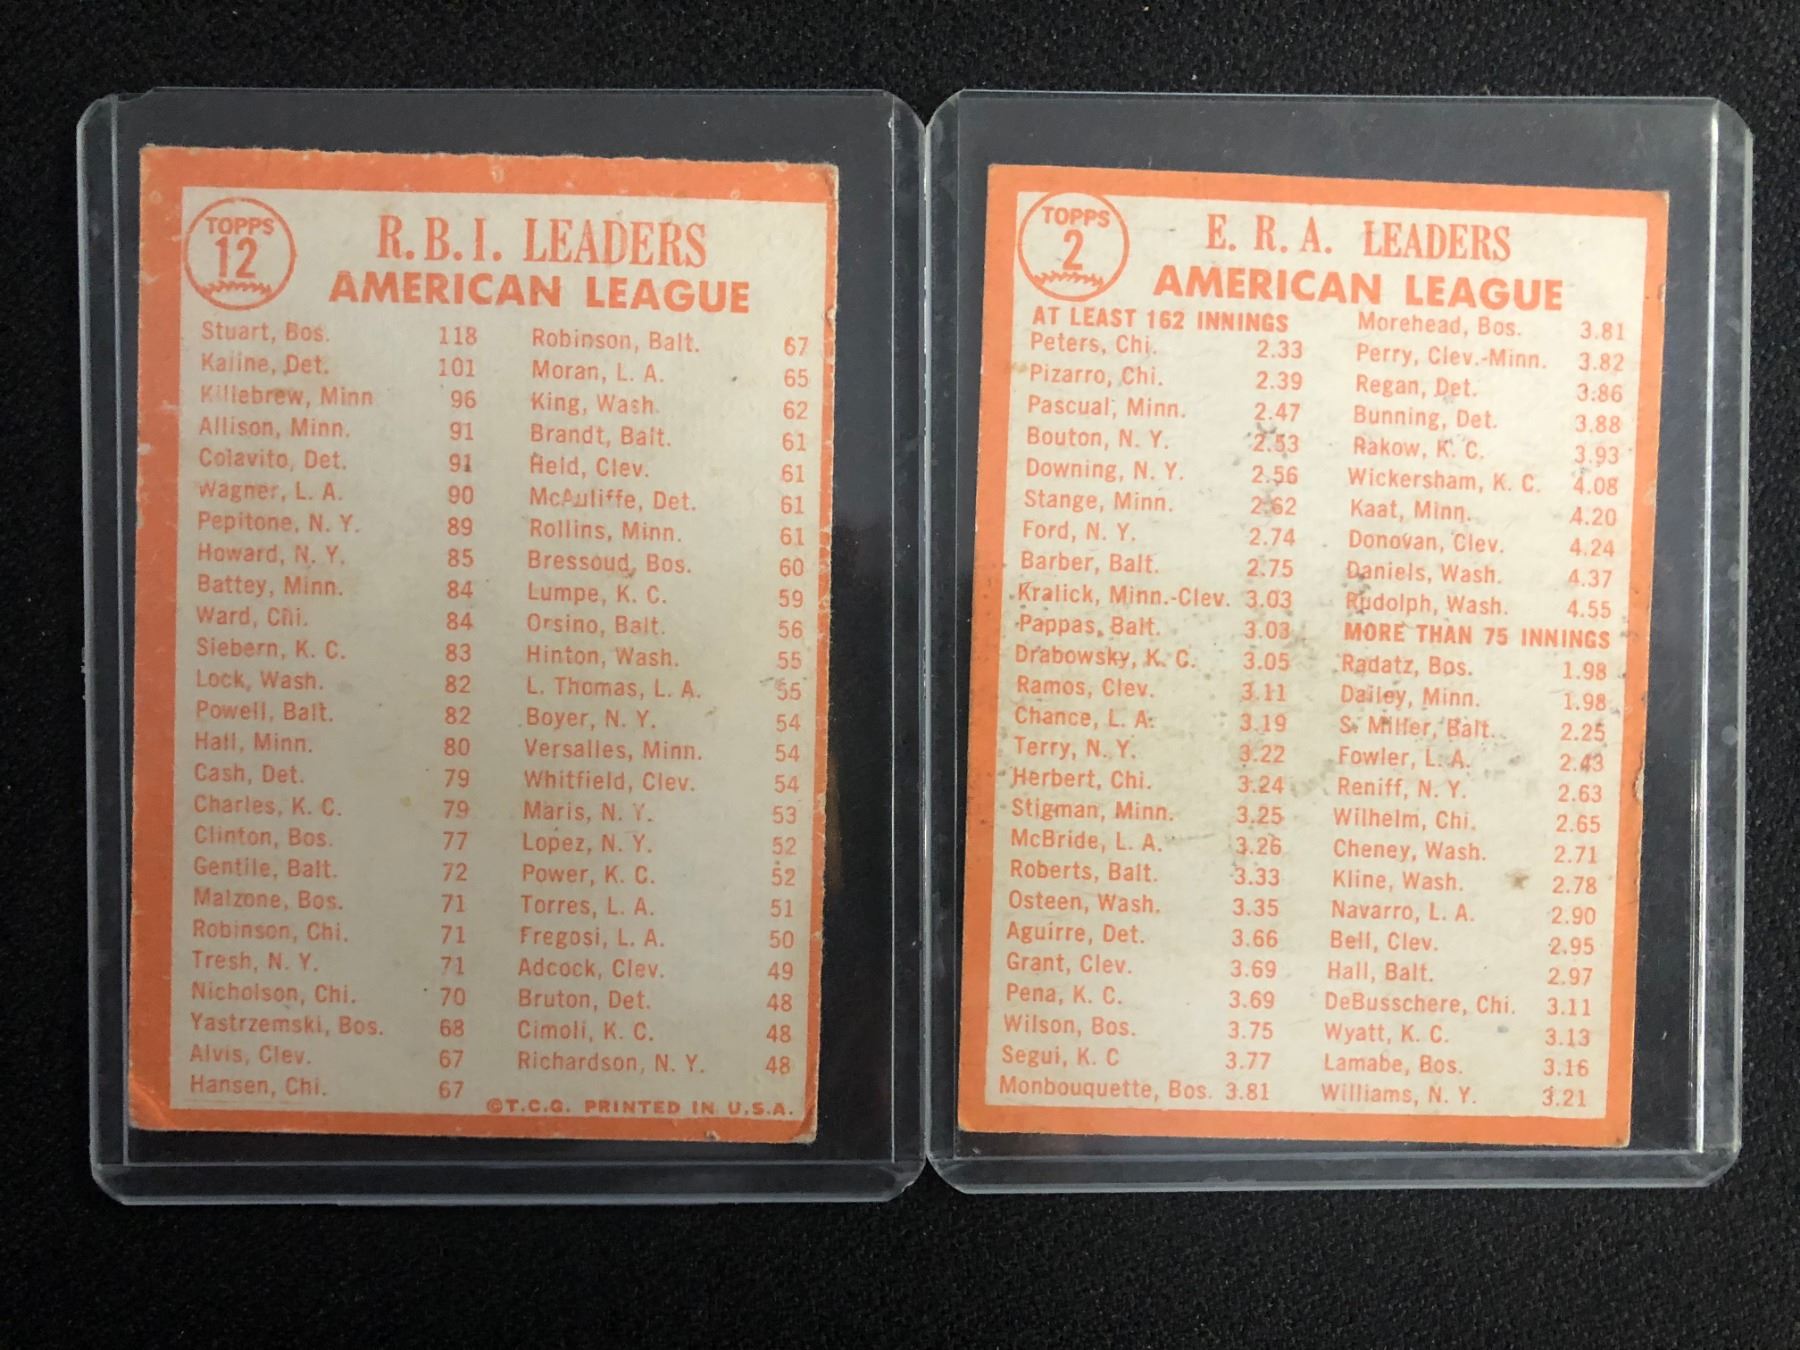 TOPPS
12
R.B.I. LEADERS
AMERICAN LEAGUE
Stuart, Bos. 118
Kaline, Det. 101
Killebrew, Minn 96
Allison, Minn. 91
Colavito, Det. 91
Wagner, L. A. 90
Pepitone, N. Y. 89
Howard, N. Y. 85
Battey, Minn. 84
Ward, Chi. 84
Siebern, K. C. 83
Lock, Wash. 82
Powell, Balt. 82
Hall, Minn. 80
Cash, Det. 79
Charles, K. C. 79
Clinton, Bos. 77
Gentile, Balt. 72
Malzone, Bos. 71
Robinson, Chi. 71
Tresh, N. Y. 71
Nicholson, Chi. 70
Yastrzemski, Bos. 68
Alvis, Clev. 67
Hansen, Chi. 67
Robinson, Balt. 67
Moran, L. A. 65
King, Wash. 62
Brandt, Balt. 61
Held, Clev. 61
McAuliffe, Det. 61
Rollins, Minn. 61
Bressoud, Bos. 60
Lumpe, K. C. 59
Orsino, Balt. 56
Hinton, Wash. 55
L. Thomas, L. A. 55
Boyer, N. Y. 54
Versalles, Minn. 54
Whitfield, Clev. 54
Maris, N. Y. 53
Lopez, N. Y. 52
Power, K. C. 52
Torres, L. A. 51
Fregosi, L. A. 50
Adcock, Clev. 49
Bruton, Det. 48
Cimoli, K. C. 48
Richardson, N. Y. 48
©T.C.G. PRINTED IN U.S.A.
TOPPS
2
E. R. A. LEADERS
AMERICAN LEAGUE
AT LEAST 162 INNINGS
Peters, Chi. 2.33
Pizarro, Chi. 2.39
Pascual, Minn. 2.47
Bouton, N. Y. 2.53
Downing, N. Y. 2.56
Stange, Minn. 2.62
Ford, N. Y. 2.74
Barber, Balt. 2.75
Kralick, Minn.-Clev. 3.03
Pappas, Balt. 3.03
Drabowsky, K. C. 3.05
Ramos, Clev. 3.11
Chance, L. A. 3.19
Terry, N. Y. 3.22
Herbert, Chi. 3.24
Stigman, Minn. 3.25
McBride, L. A. 3.26
Roberts, Balt. 3.33
Osteen, Wash. 3.35
Aguirre, Det. 3.66
Grant, Clev. 3.69
Pena, K. C. 3.69
Wilson, Bos. 3.75
Segui, K. C 3.77
Monbouquette, Bos. 3.81
Morehead, Bos. 3.81
Perry, Clev.-Minn. 3.82
Regan, Det. 3.86
Bunning, Det. 3.88
Rakow, K. C. 3.93
Wickersham, K. C. 4.08
Kaat, Minn. 4.20
Donovan, Clev. 4.24
Daniels, Wash. 4.37
Rudolph, Wash. 4.55
MORE THAN 75 INNINGS
Radatz, Bos. 1.98
Dailey, Minn. 1.98
S. Miller, Balt. 2.25
Fowler, L. A. 2.43
Reniff, N. Y. 2.63
Wilhelm, Chi. 2.65
Cheney, Wash. 2.71
Kline, Wash. 2.78
Navarro, L. A. 2.90
Bell, Clev. 2.95
Hall, Balt. 2.97
DeBusschere, Chi. 3.11
Wyatt, K. C. 3.13
Lamabe, Bos. 3.16
Williams, N. Y. 3.21